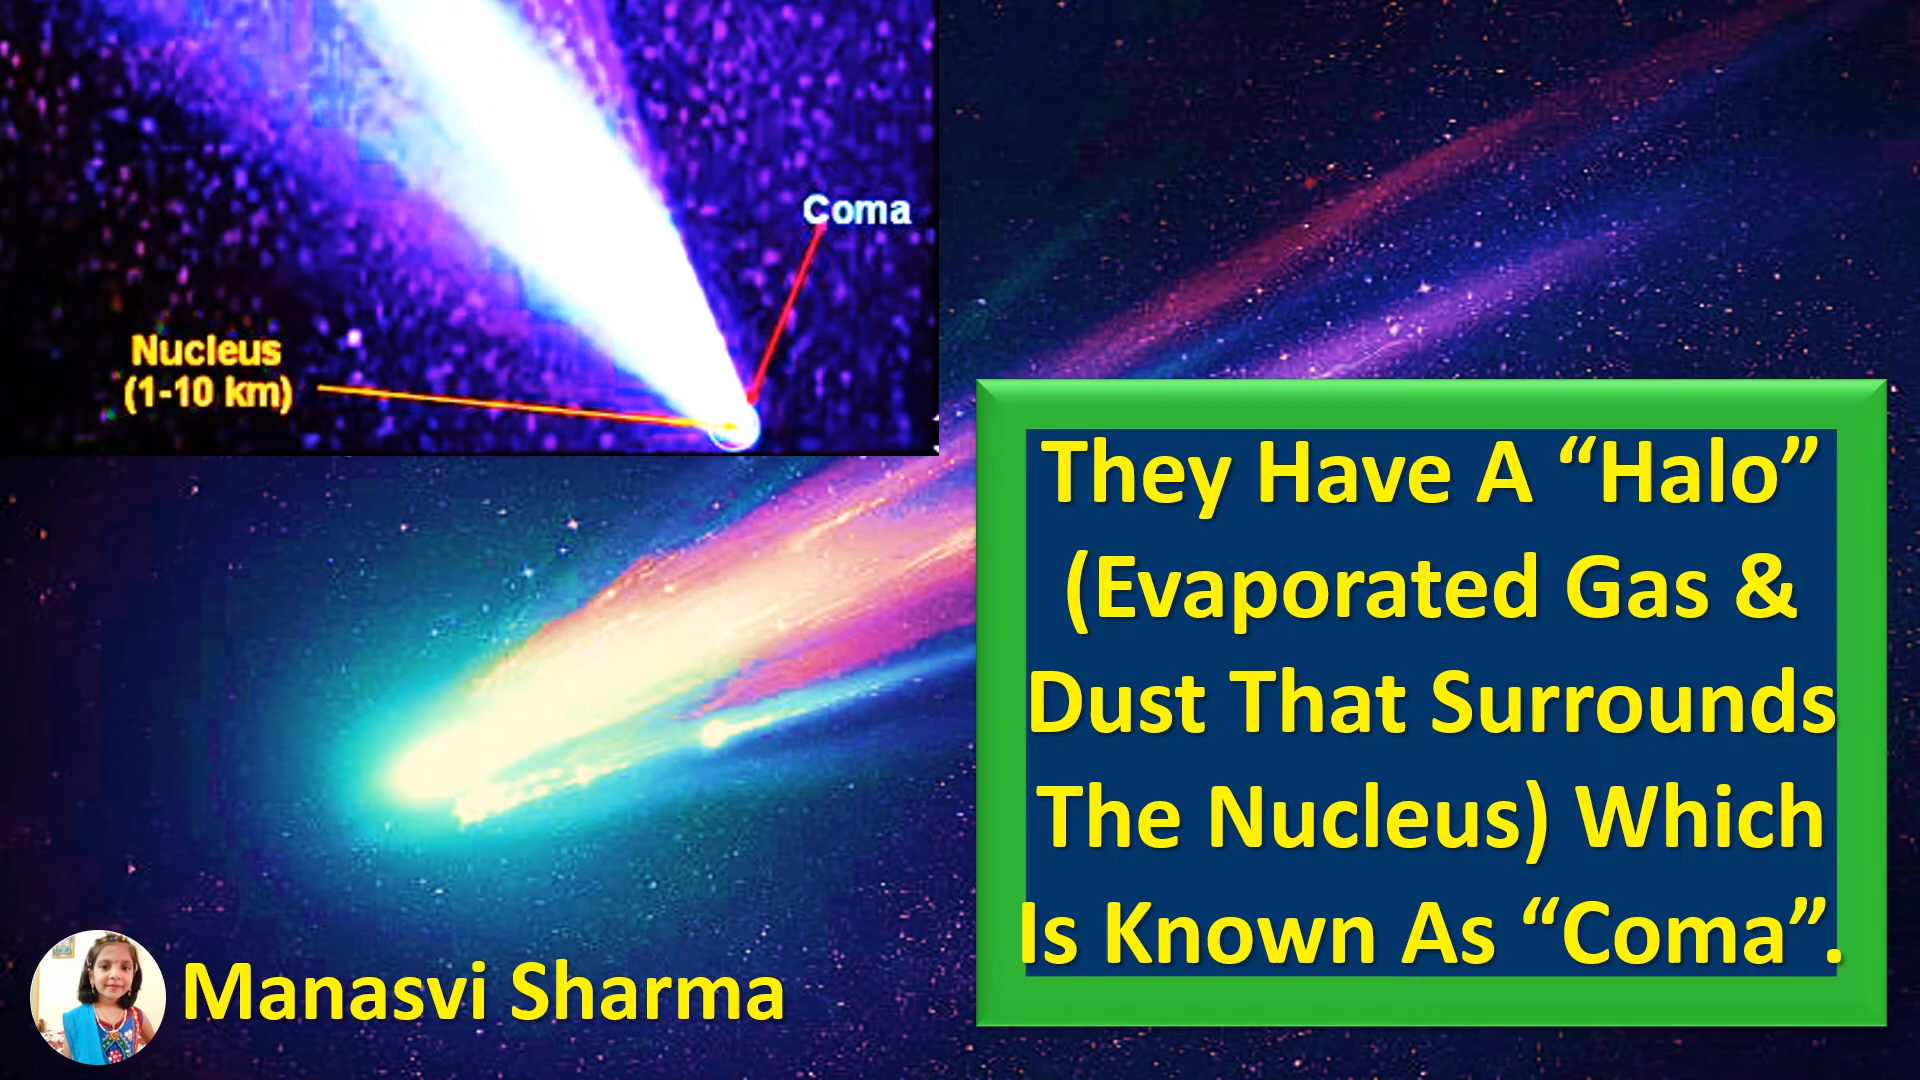 Coma
Nucleus
(1-10 km)
They Have A “Halo”
(Evaporated Gas &
Dust That Surrounds
The Nucleus) Which
Is Known As “Coma”.
Manasvi Sharma